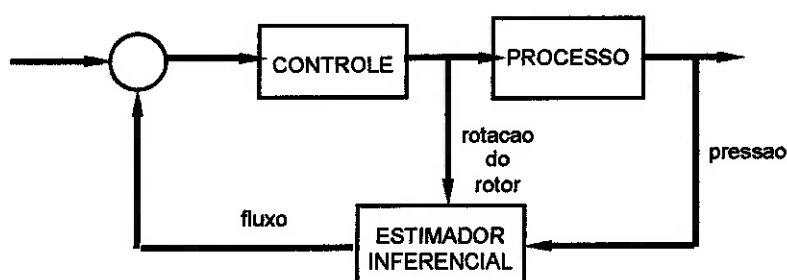 CONTROLE
PROCESSO
rotacao
do
rotor
pressao
fluxo
ESTIMADOR
INFERENCIAL